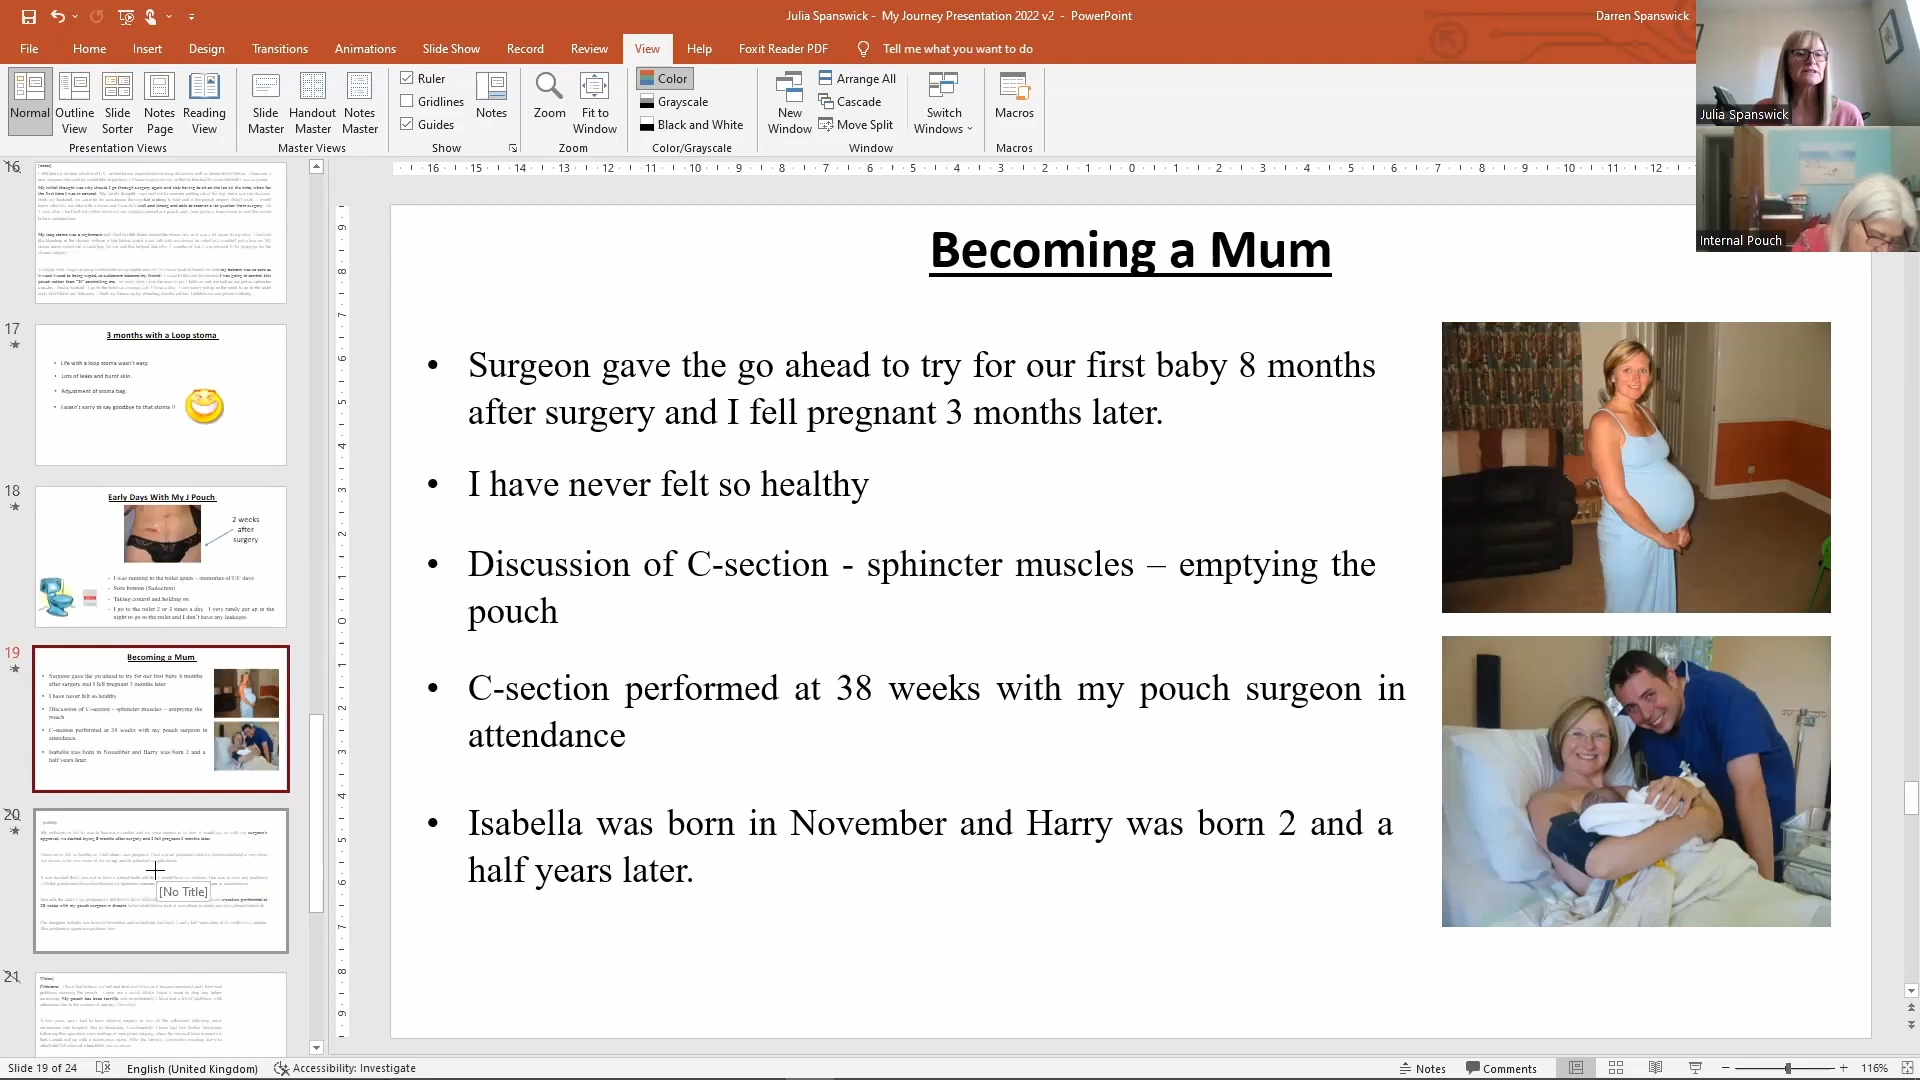 Julia Spanswick - My Journey Presentation 2022 v2 - PowerPoint
Darren Spanswick
File Home Insert Design Transitions Animations Slide Show Record Review View Help Foxit Reader PDF Tell me what you want to do
Normal Outline View Slide Sorter Notes Page Reading View
Presentation Views
Slide Master Handout Master Notes Master
Master Views
Ruler
Gridlines
Guides
Notes
Show
Zoom Fit to Window
Zoom
Color
Grayscale
Black and White
Color/Grayscale
New Window
Arrange All
Cascade
Move Split
Switch Windows
Window
Macros
Macros
Julia Spanswick
Internal Pouch
16
17
3 months with a Loop stoma
• Life with a loop stoma wasn't easy.
• Lots of leaks and burnt skin.
• Adjustment of stoma bag.
• I wasn't sorry to say goodbye to that stoma !!
18
Early Days With My J Pouch
2 weeks
after
surgery
- I was running to the toilet again – memories of UC days
- Sore bottom (Sudocrem)
- Taking control and holding on
- I go to the toilet 2 or 3 times a day. I very rarely get up in the
night to go to the toilet and I don't have any leakages
19
Becoming a Mum
• Surgeon gave the go ahead to try for our first baby 8 months
after surgery and I fell pregnant 3 months later.
• I have never felt so healthy
• Discussion of C-section - sphincter muscles – emptying the
pouch
• C-section performed at 38 weeks with my pouch surgeon in
attendance
• Isabella was born in November and Harry was born 2 and a
half years later.
20
[No Title]
21
Becoming a Mum
• Surgeon gave the go ahead to try for our first baby 8 months
after surgery and I fell pregnant 3 months later.
• I have never felt so healthy
• Discussion of C-section - sphincter muscles – emptying the
pouch
• C-section performed at 38 weeks with my pouch surgeon in
attendance
• Isabella was born in November and Harry was born 2 and a
half years later.
Slide 19 of 24 English (United Kingdom) Accessibility: Investigate Notes Comments 116%